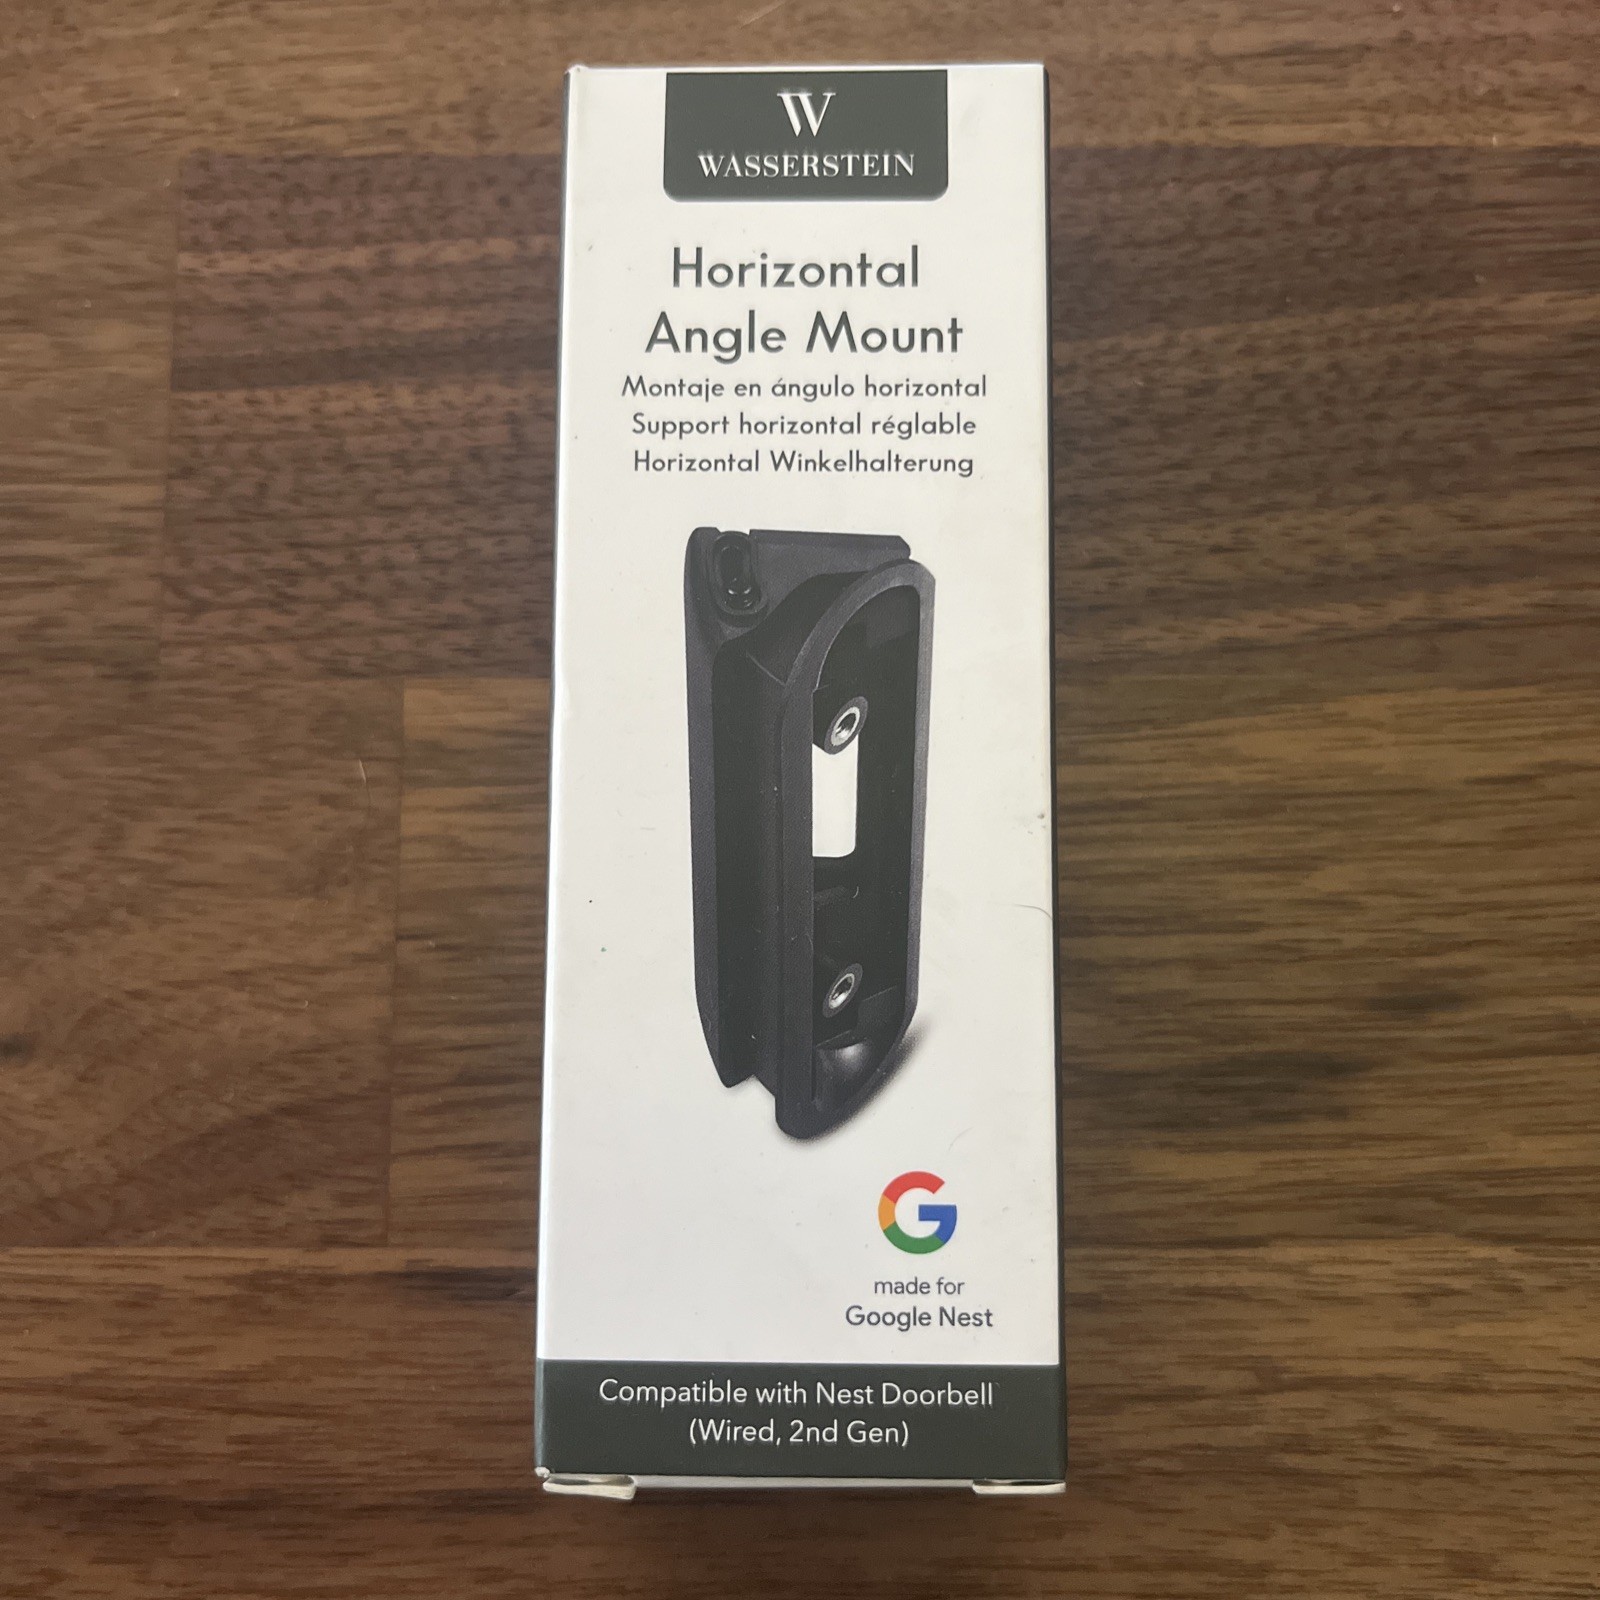 W
WASSERSTEIN
Horizontal
Angle Mount
Montaje en ángulo horizontal
Support horizontal réglable
Horizontal Winkelhalterung
G
made for
Google Nest
Compatible with Nest Doorbell
(Wired, 2nd Gen)